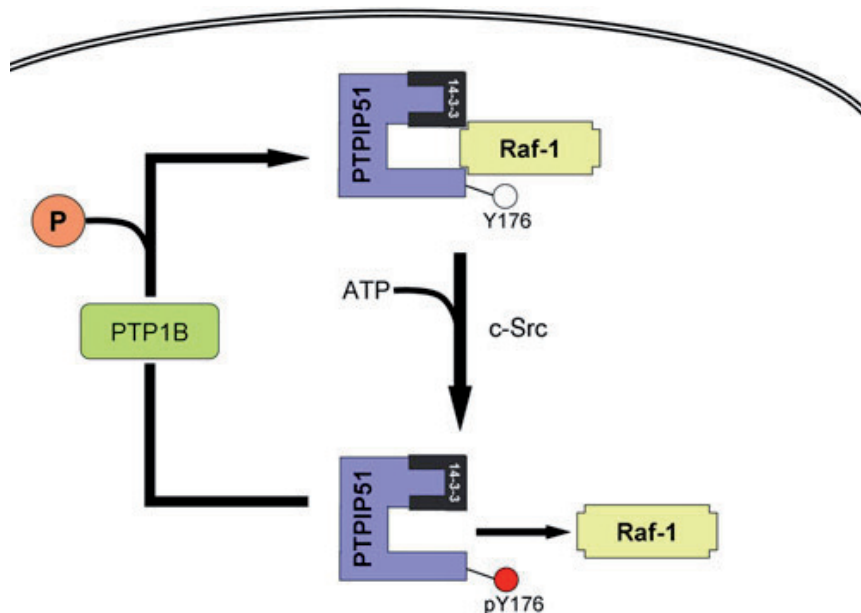 PTPIP51
14-3-3
Raf-1
Y176
P
ATP
c-Src
PTP1B
PTPIP51
14-3-3
Raf-1
pY176